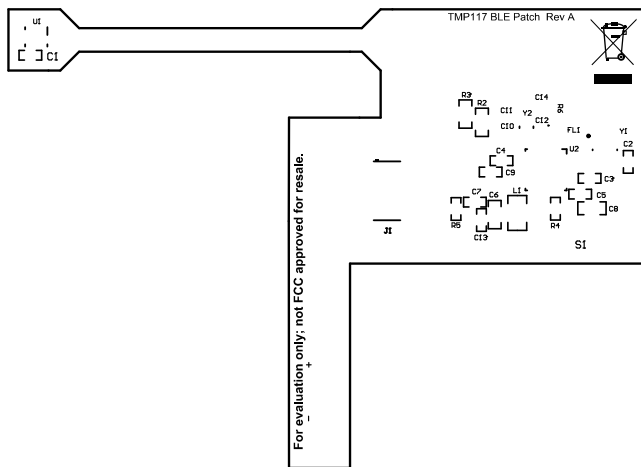 TMP117 BLE Patch Rev A
U1
C1
R3
R2
C11
C14
R6
Y2
C10
C12
FL1
Y1
U2
C2
C4
C9
C3
C7
C6
L1
C5
C8
R5
C13
R4
J1
S1
For evaluation only; not FCC approved for resale.
− +